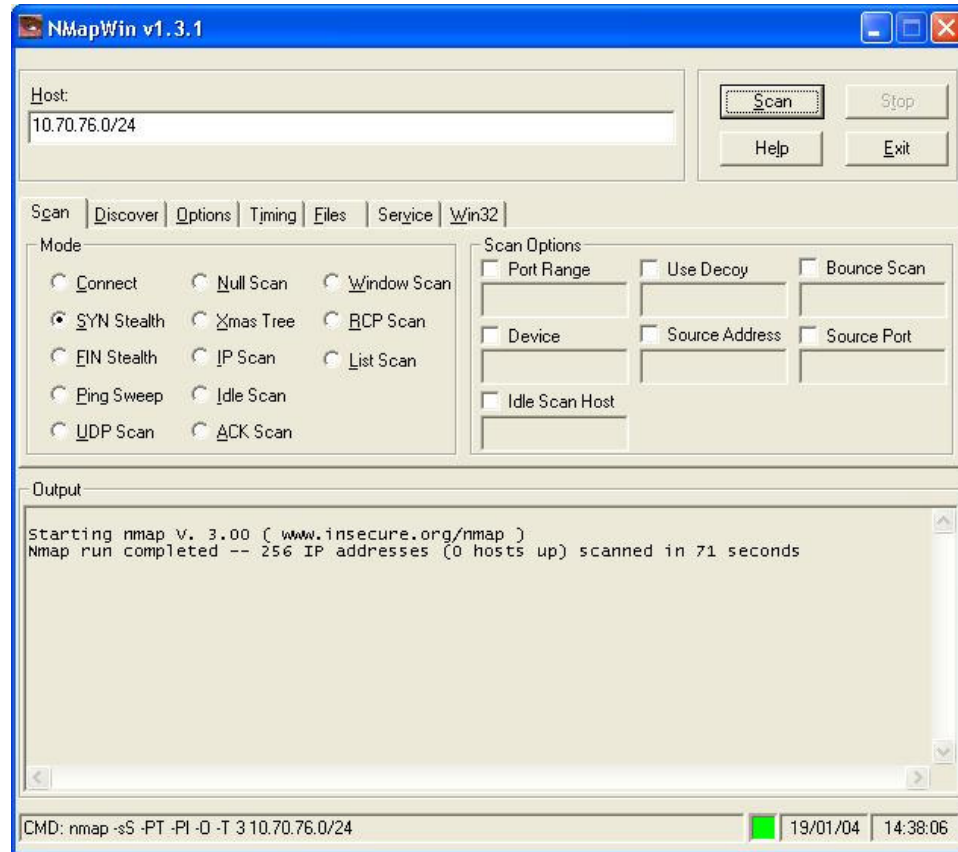 NMapWin v1.3.1
Host:
10.70.76.0/24
Scan
Stop
Help
Exit
Scan Discover Options Timing Files Service Win32
Mode
Connect Null Scan Window Scan
SYN Stealth Xmas Tree RCP Scan
FIN Stealth IP Scan List Scan
Ping Sweep Idle Scan
UDP Scan ACK Scan
Scan Options
Port Range Use Decoy Bounce Scan
Device Source Address Source Port
Idle Scan Host
Output
Starting nmap V. 3.00 ( www.insecure.org/nmap )
Nmap run completed -- 256 IP addresses (0 hosts up) scanned in 71 seconds
CMD: nmap -sS -PT -PI -O -T 3 10.70.76.0/24
19/01/04 14:38:06